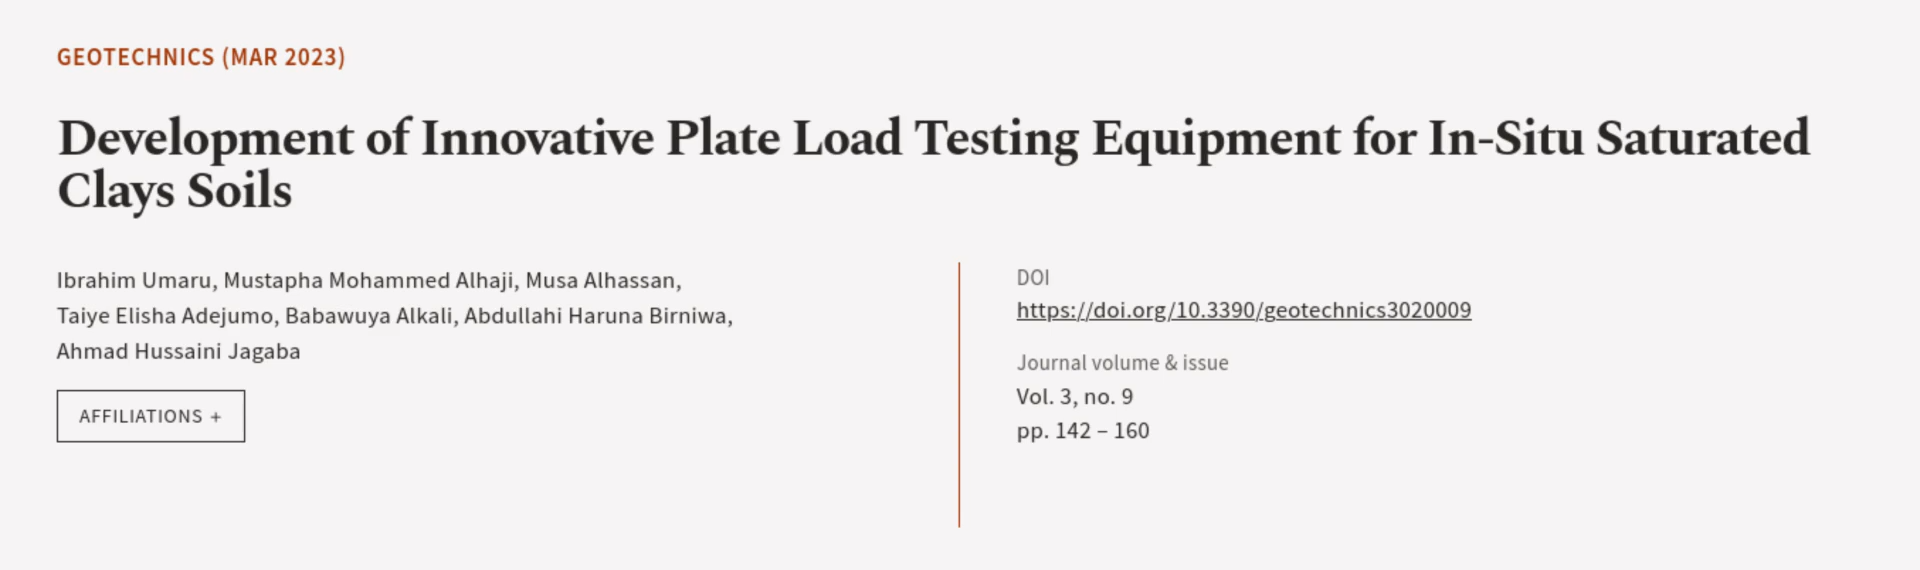 GEOTECHNICS (MAR 2023)
Development of Innovative Plate Load Testing Equipment for In-Situ Saturated
Clays Soils
Ibrahim Umaru, Mustapha Mohammed Alhaji, Musa Alhassan,
Taiye Elisha Adejumo, Babawuya Alkali, Abdullahi Haruna Birniwa,
Ahmad Hussaini Jagaba
AFFILIATIONS +
DOI
https://doi.org/10.3390/geotechnics3020009
Journal volume & issue
Vol. 3, no. 9
pp. 142 – 160